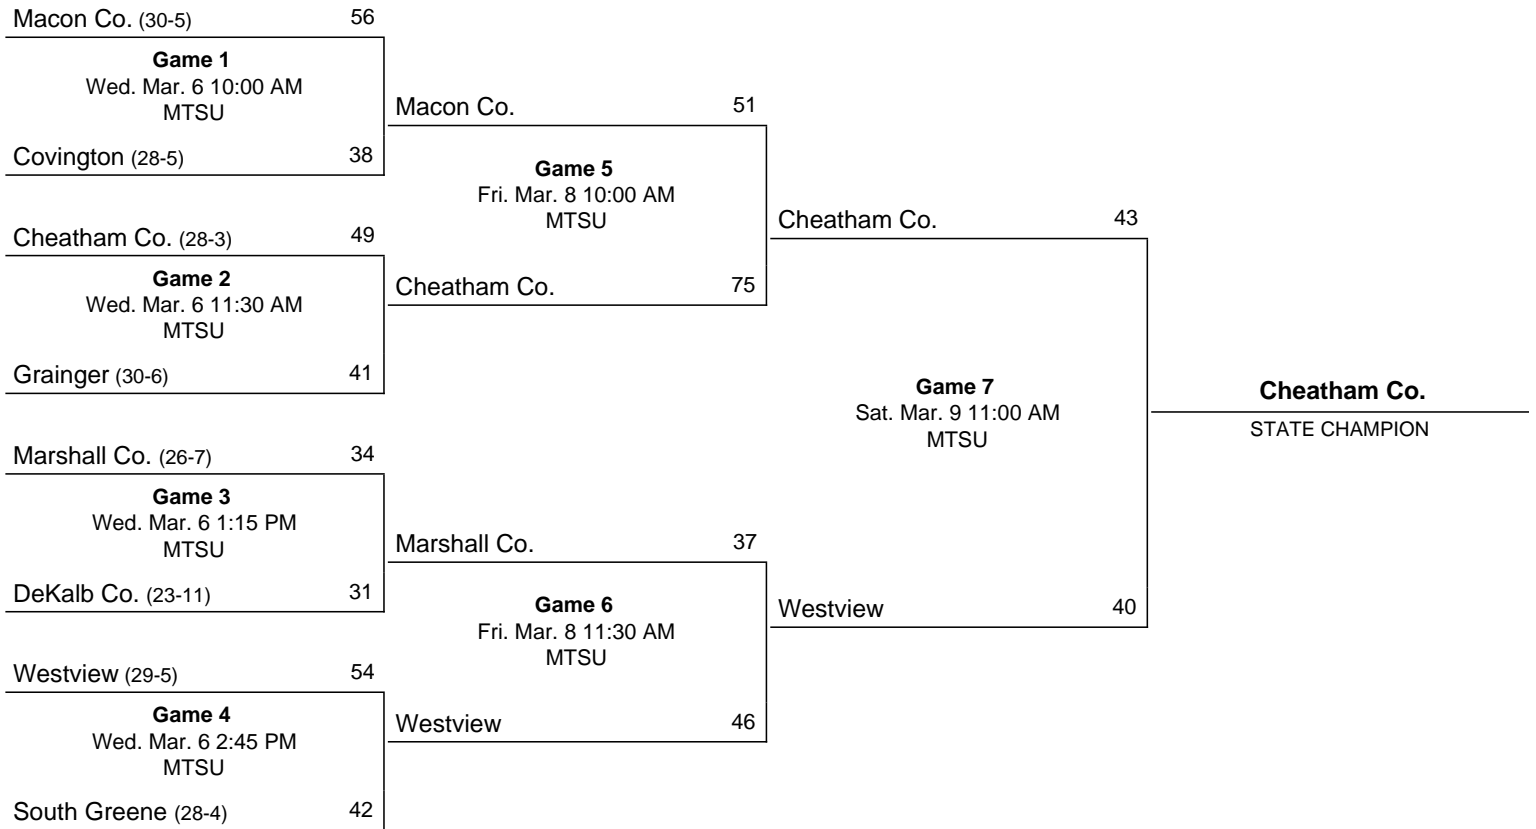 Macon Co. (30-5) 56
Game 1
Wed. Mar. 6 10:00 AM
MTSU
Covington (28-5) 38
Cheatham Co. (28-3) 49
Game 2
Wed. Mar. 6 11:30 AM
MTSU
Grainger (30-6) 41
Marshall Co. (26-7) 34
Game 3
Wed. Mar. 6 1:15 PM
MTSU
DeKalb Co. (23-11) 31
Westview (29-5) 54
Game 4
Wed. Mar. 6 2:45 PM
MTSU
South Greene (28-4) 42
Macon Co. 51
Game 5
Fri. Mar. 8 10:00 AM
MTSU
Cheatham Co. 75
Marshall Co. 37
Game 6
Fri. Mar. 8 11:30 AM
MTSU
Westview 46
Cheatham Co. 43
Game 7
Sat. Mar. 9 11:00 AM
MTSU
Westview 40
Cheatham Co.
STATE CHAMPION